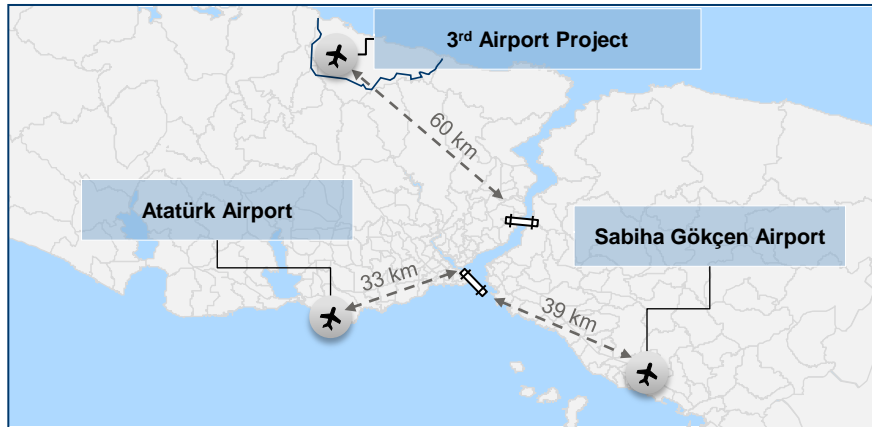 3rd Airport Project
60 km
Atatürk Airport
Sabiha Gökçen Airport
33 km
39 km